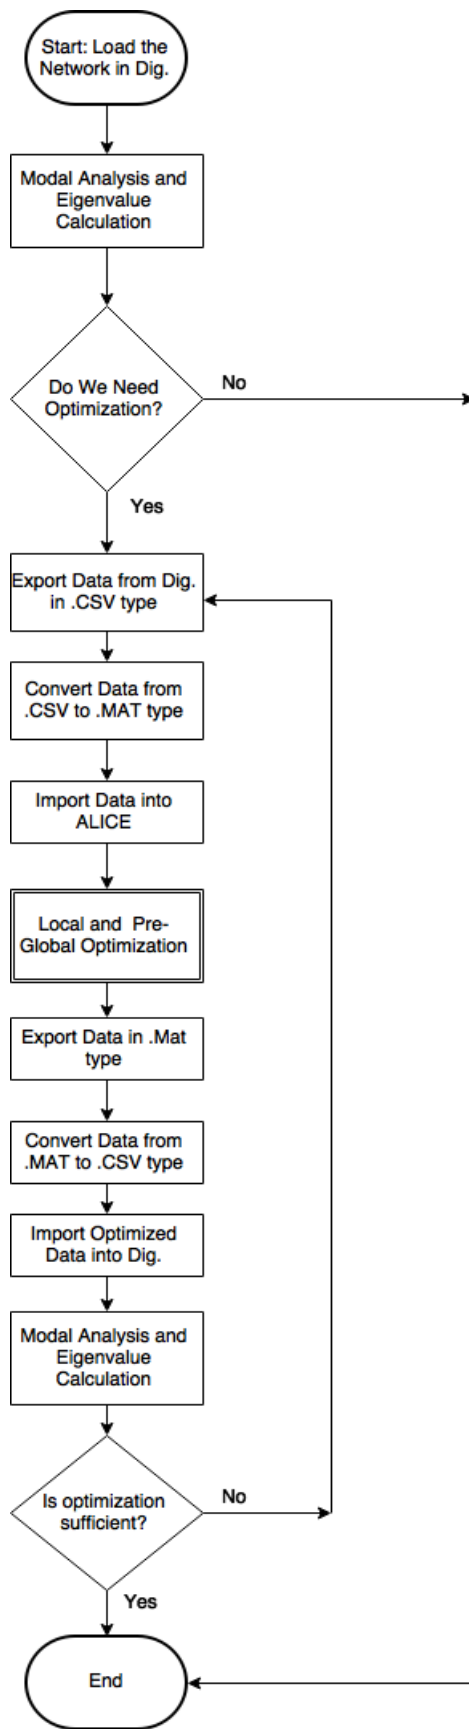 Start: Load the
Network in Dig.
Modal Analysis and
Eigenvalue
Calculation
Do We Need
Optimization?
No
Yes
Export Data from Dig.
in .CSV type
Convert Data from
.CSV to .MAT type
Import Data into
ALICE
Local and Pre-
Global Optimization
Export Data in .Mat
type
Convert Data from
.MAT to .CSV type
Import Optimized
Data into Dig.
Modal Analysis and
Eigenvalue
Calculation
Is optimization
sufficient?
No
Yes
End